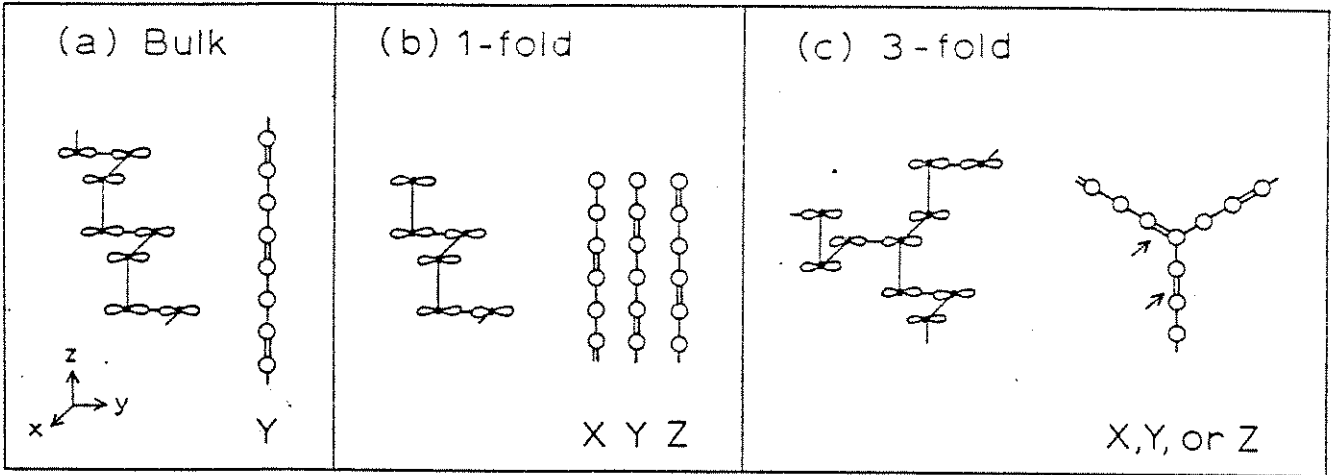 (a) Bulk
(b) 1-fold
(c) 3-fold
z
y
x
Y
X Y Z
X,Y, or Z